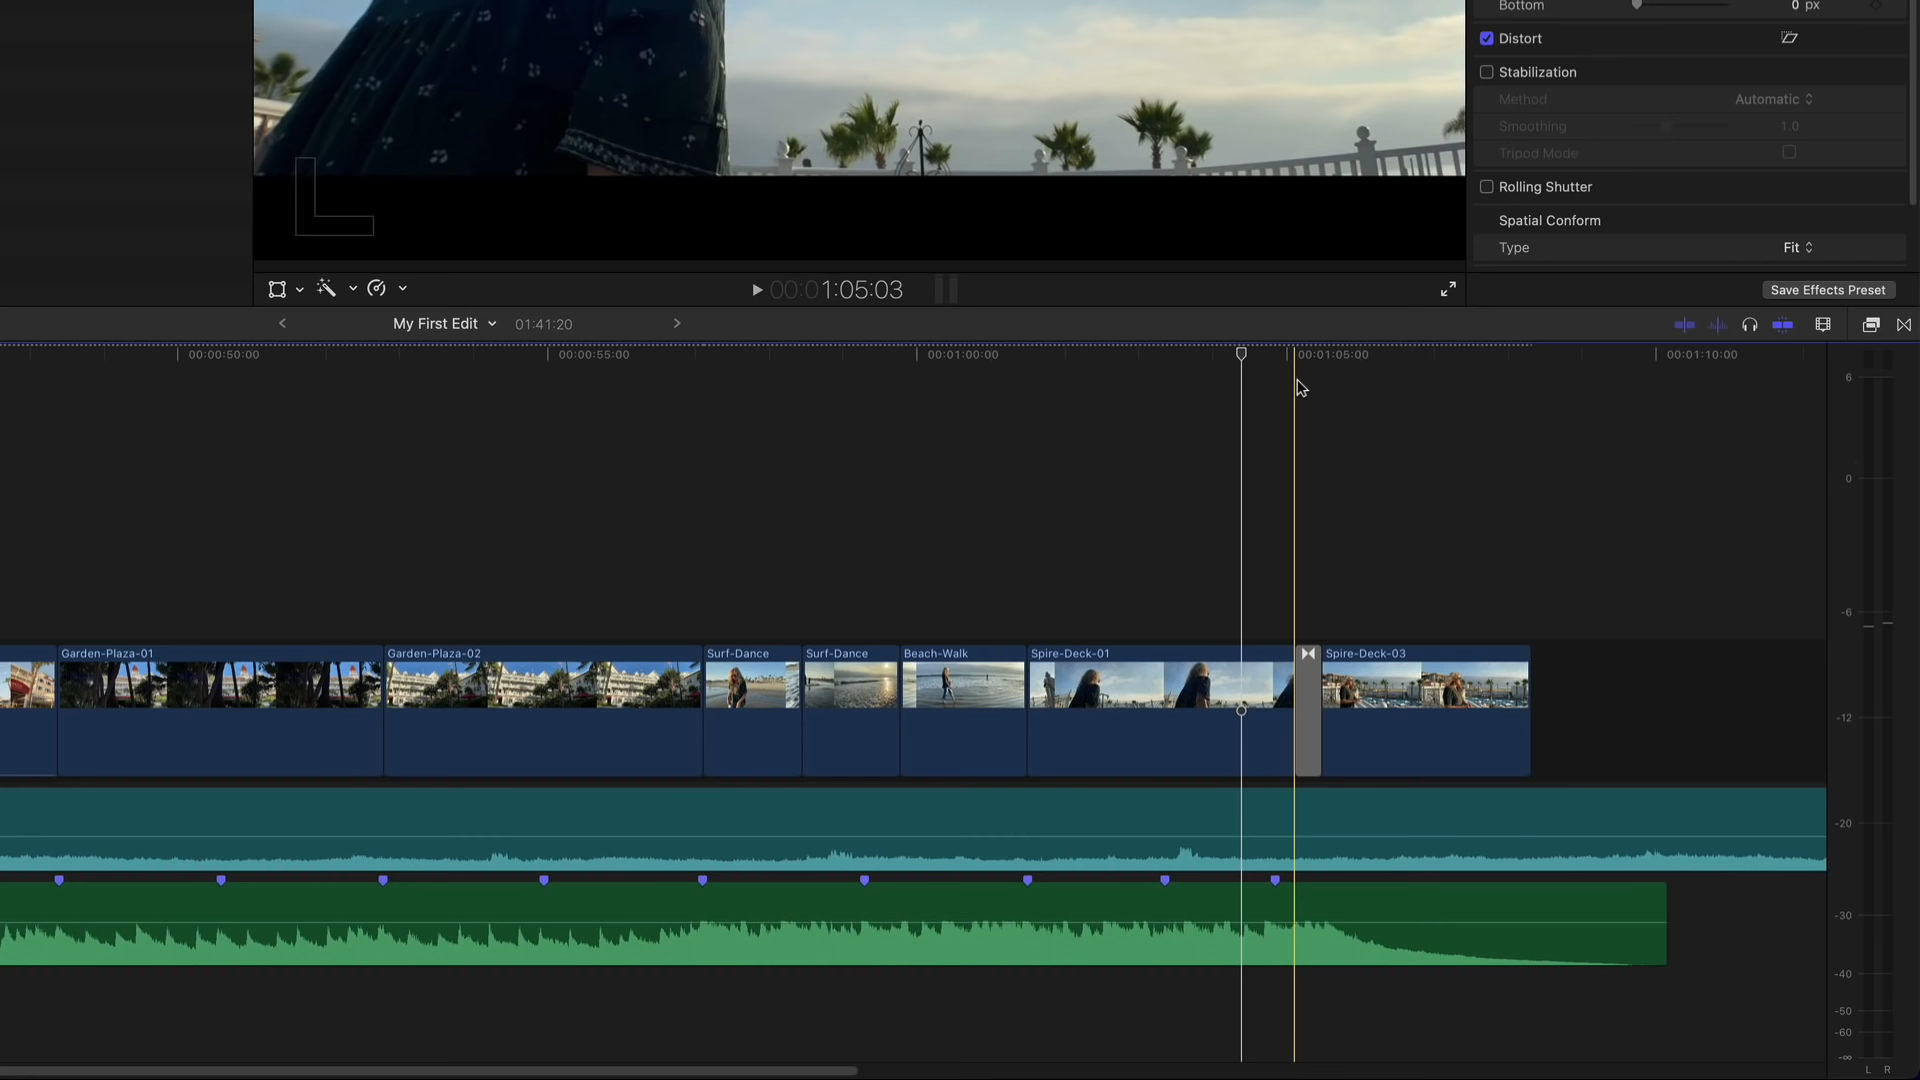 Bottom 0 px
Distort
Stabilization
Method Automatic
Smoothing 1.0
Tripod Mode
Rolling Shutter
Spatial Conform
Type Fit
00:01:05:03
Save Effects Preset
My First Edit 01:41:20
00:00:50:00 00:00:55:00 00:01:00:00 00:01:05:00 00:01:10:00
6
0
-6
Garden-Plaza-01 Garden-Plaza-02 Surf-Dance Surf-Dance Beach-Walk Spire-Deck-01 Spire-Deck-03
-12
-20
-30
-40
-50
-60
-∞
L R